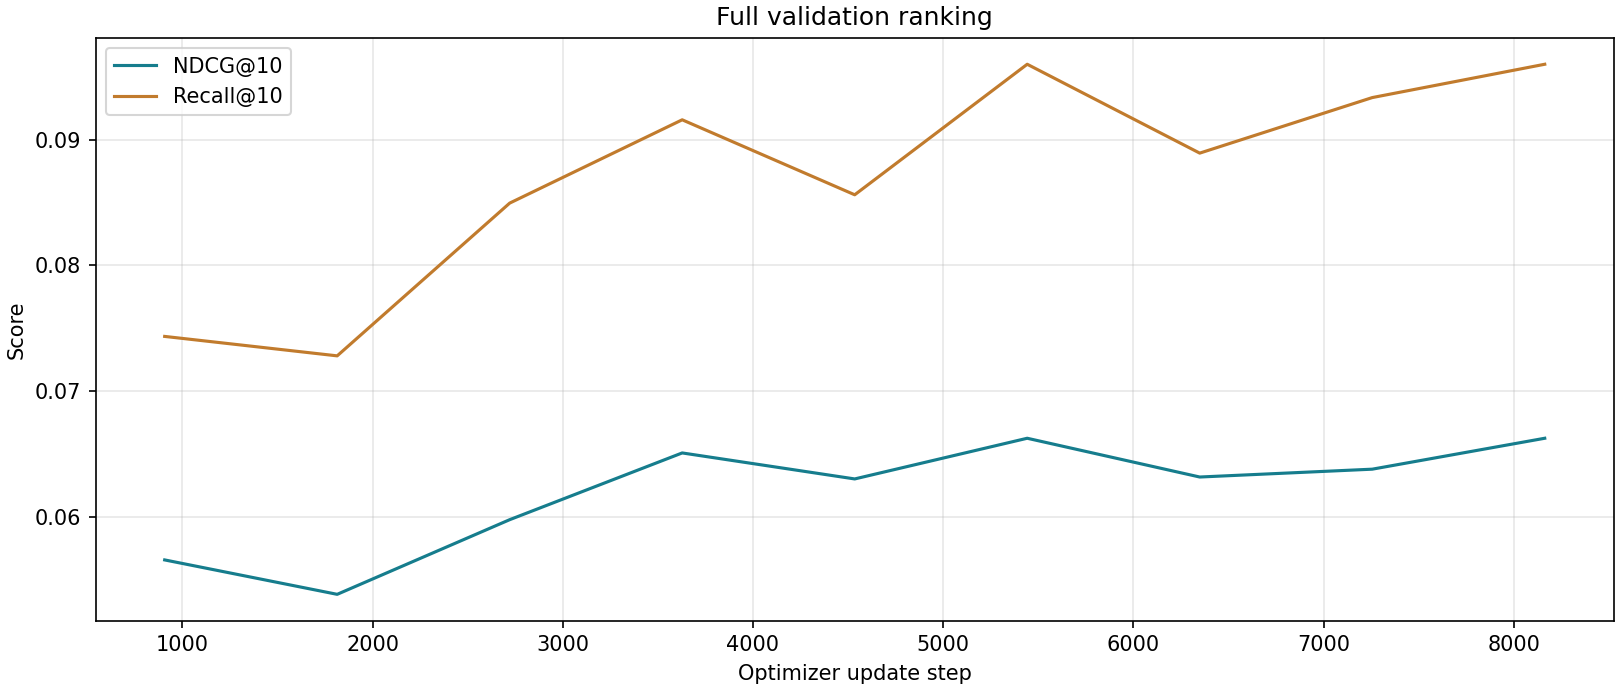 Full validation ranking
NDCG@10
Recall@10
0.09
0.08
0.07
0.06
Score
1000 2000 3000 4000 5000 6000 7000 8000
Optimizer update step